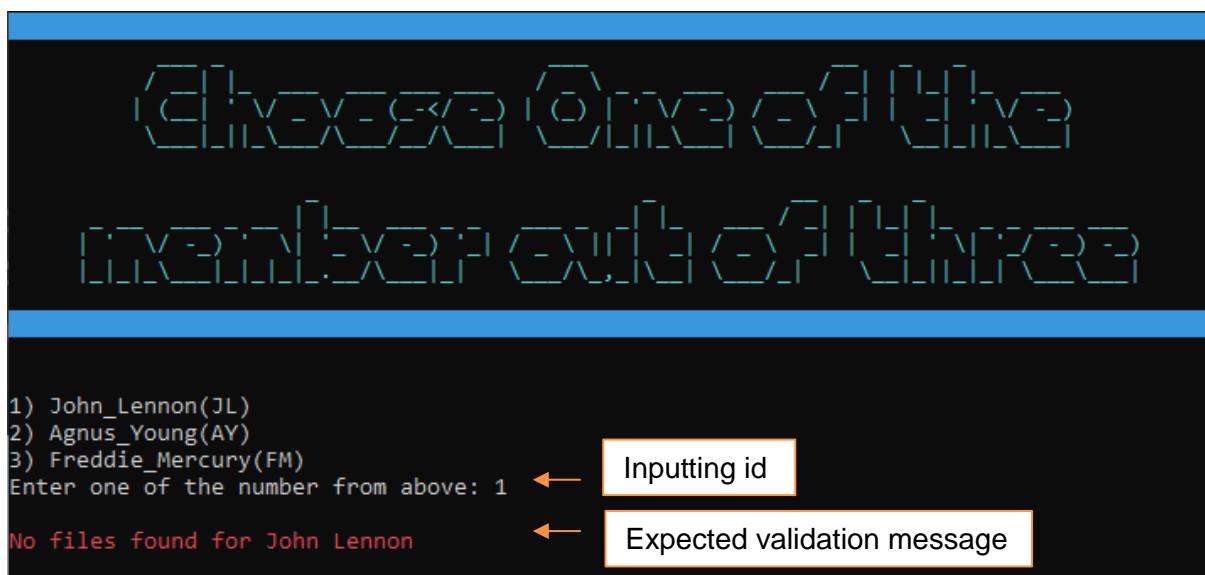 Choose One of the
member out of three
1) John_Lennon(JL)
2) Agnus_Young(AY)
3) Freddie_Mercury(FM)
Enter one of the number from above: 1
Inputting id
No files found for John Lennon
Expected validation message